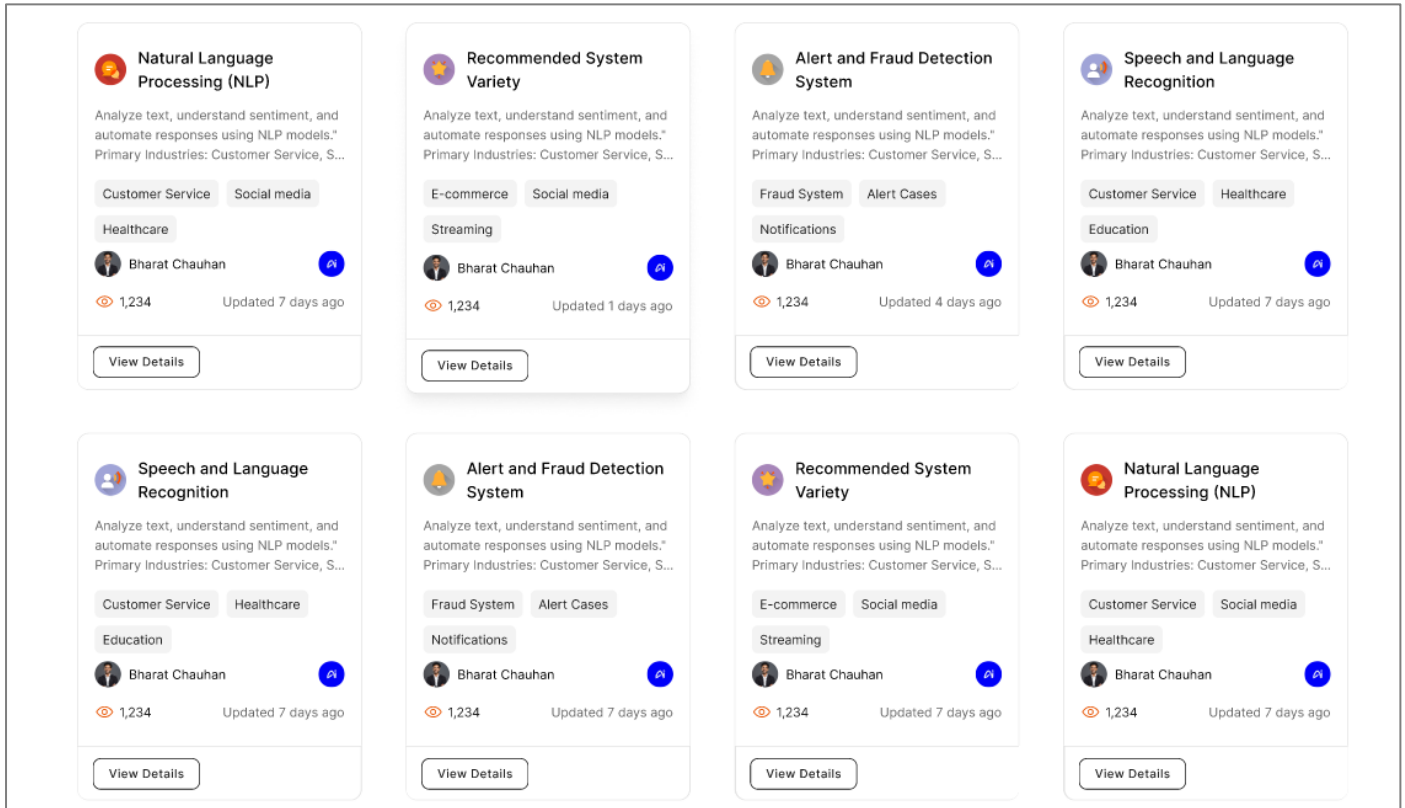 Natural Language
Processing (NLP)
Analyze text, understand sentiment, and
automate responses using NLP models."
Primary Industries: Customer Service, S...
Customer Service Social media
Healthcare
Bharat Chauhan
1,234 Updated 7 days ago
View Details
Recommended System
Variety
Analyze text, understand sentiment, and
automate responses using NLP models."
Primary Industries: Customer Service, S...
E-commerce Social media
Streaming
Bharat Chauhan
1,234 Updated 1 days ago
View Details
Alert and Fraud Detection
System
Analyze text, understand sentiment, and
automate responses using NLP models."
Primary Industries: Customer Service, S...
Fraud System Alert Cases
Notifications
Bharat Chauhan
1,234 Updated 4 days ago
View Details
Speech and Language
Recognition
Analyze text, understand sentiment, and
automate responses using NLP models."
Primary Industries: Customer Service, S...
Customer Service Healthcare
Education
Bharat Chauhan
1,234 Updated 7 days ago
View Details
Speech and Language
Recognition
Analyze text, understand sentiment, and
automate responses using NLP models."
Primary Industries: Customer Service, S...
Customer Service Healthcare
Education
Bharat Chauhan
1,234 Updated 7 days ago
View Details
Alert and Fraud Detection
System
Analyze text, understand sentiment, and
automate responses using NLP models."
Primary Industries: Customer Service, S...
Fraud System Alert Cases
Notifications
Bharat Chauhan
1,234 Updated 7 days ago
View Details
Recommended System
Variety
Analyze text, understand sentiment, and
automate responses using NLP models."
Primary Industries: Customer Service, S...
E-commerce Social media
Streaming
Bharat Chauhan
1,234 Updated 7 days ago
View Details
Natural Language
Processing (NLP)
Analyze text, understand sentiment, and
automate responses using NLP models."
Primary Industries: Customer Service, S...
Customer Service Social media
Healthcare
Bharat Chauhan
1,234 Updated 7 days ago
View Details